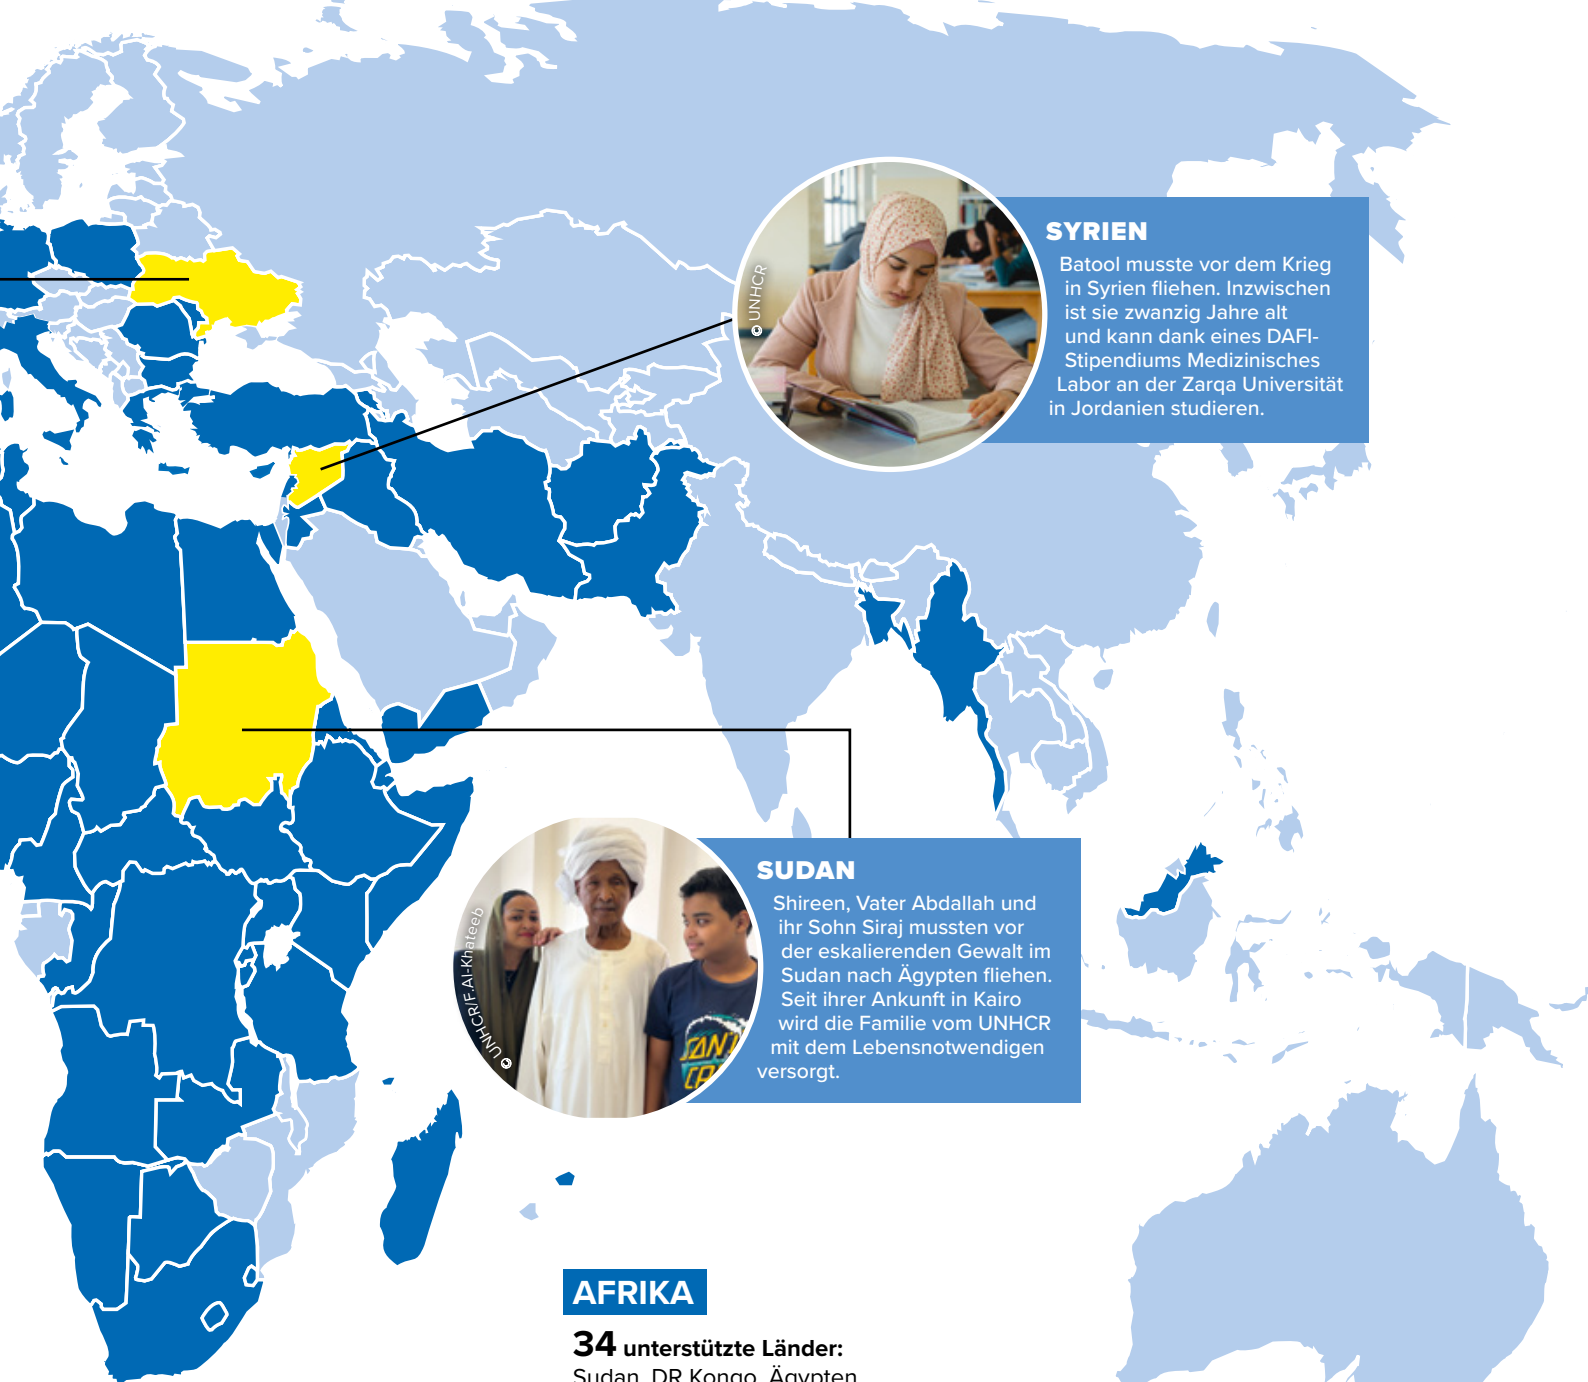 © UNHCR
SYRIEN
Batool musste vor dem Krieg
in Syrien fliehen. Inzwischen
ist sie zwanzig Jahre alt
und kann dank eines DAFI-
Stipendiums Medizinisches
Labor an der Zarqa Universität
in Jordanien studieren.
© UNHCR/F.Al-Khateeb
SUDAN
Shireen, Vater Abdallah und
ihr Sohn Siraj mussten vor
der eskalierenden Gewalt im
Sudan nach Ägypten fliehen.
Seit ihrer Ankunft in Kairo
wird die Familie vom UNHCR
mit dem Lebensnotwendigen
versorgt.
AFRIKA
34 unterstützte Länder:
Sudan, DR Kongo, Ägypten